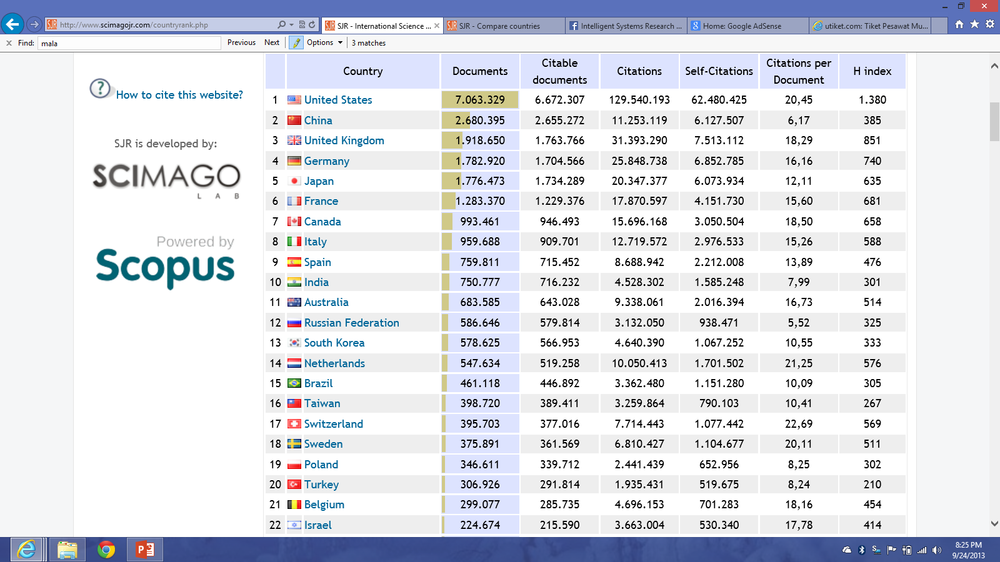 http://www.scimagojr.com/countryrank.php
SJR - International Science ...
SJR - Compare countries
Intelligent Systems Research ...
Home: Google AdSense
utiket.com: Tiket Pesawat Mu...
x Find: mala Previous Next Options 3 matches
Country Documents Citable documents Citations Self-Citations Citations per Document H index
1 United States 7.063.329 6.672.307 129.540.193 62.480.425 20,45 1.380
2 China 2.680.395 2.655.272 11.253.119 6.127.507 6,17 385
3 United Kingdom 1.918.650 1.763.766 31.393.290 7.513.112 18,29 851
4 Germany 1.782.920 1.704.566 25.848.738 6.852.785 16,16 740
5 Japan 1.776.473 1.734.289 20.347.377 6.073.934 12,11 635
6 France 1.283.370 1.229.376 17.870.597 4.151.730 15,60 681
7 Canada 993.461 946.493 15.696.168 3.050.504 18,50 658
8 Italy 959.688 909.701 12.719.572 2.976.533 15,26 588
9 Spain 759.811 715.452 8.688.942 2.212.008 13,89 476
10 India 750.777 716.232 4.528.302 1.585.248 7,99 301
11 Australia 683.585 643.028 9.338.061 2.016.394 16,73 514
12 Russian Federation 586.646 579.814 3.132.050 938.471 5,52 325
13 South Korea 578.625 566.953 4.640.390 1.067.252 10,55 333
14 Netherlands 547.634 519.258 10.050.413 1.701.502 21,25 576
15 Brazil 461.118 446.892 3.362.480 1.151.280 10,09 305
16 Taiwan 398.720 389.411 3.259.864 790.103 10,41 267
17 Switzerland 395.703 377.016 7.714.443 1.077.442 22,69 569
18 Sweden 375.891 361.569 6.810.427 1.104.677 20,11 511
19 Poland 346.611 339.712 2.441.439 652.956 8,25 302
20 Turkey 306.926 291.814 1.935.431 519.675 8,24 210
21 Belgium 299.077 285.735 4.696.153 701.283 18,16 454
22 Israel 224.674 215.590 3.663.004 530.340 17,78 414
How to cite this website?
SJR is developed by:
SCIMAGO
LAB
Powered by
Scopus
8:25 PM
9/24/2013